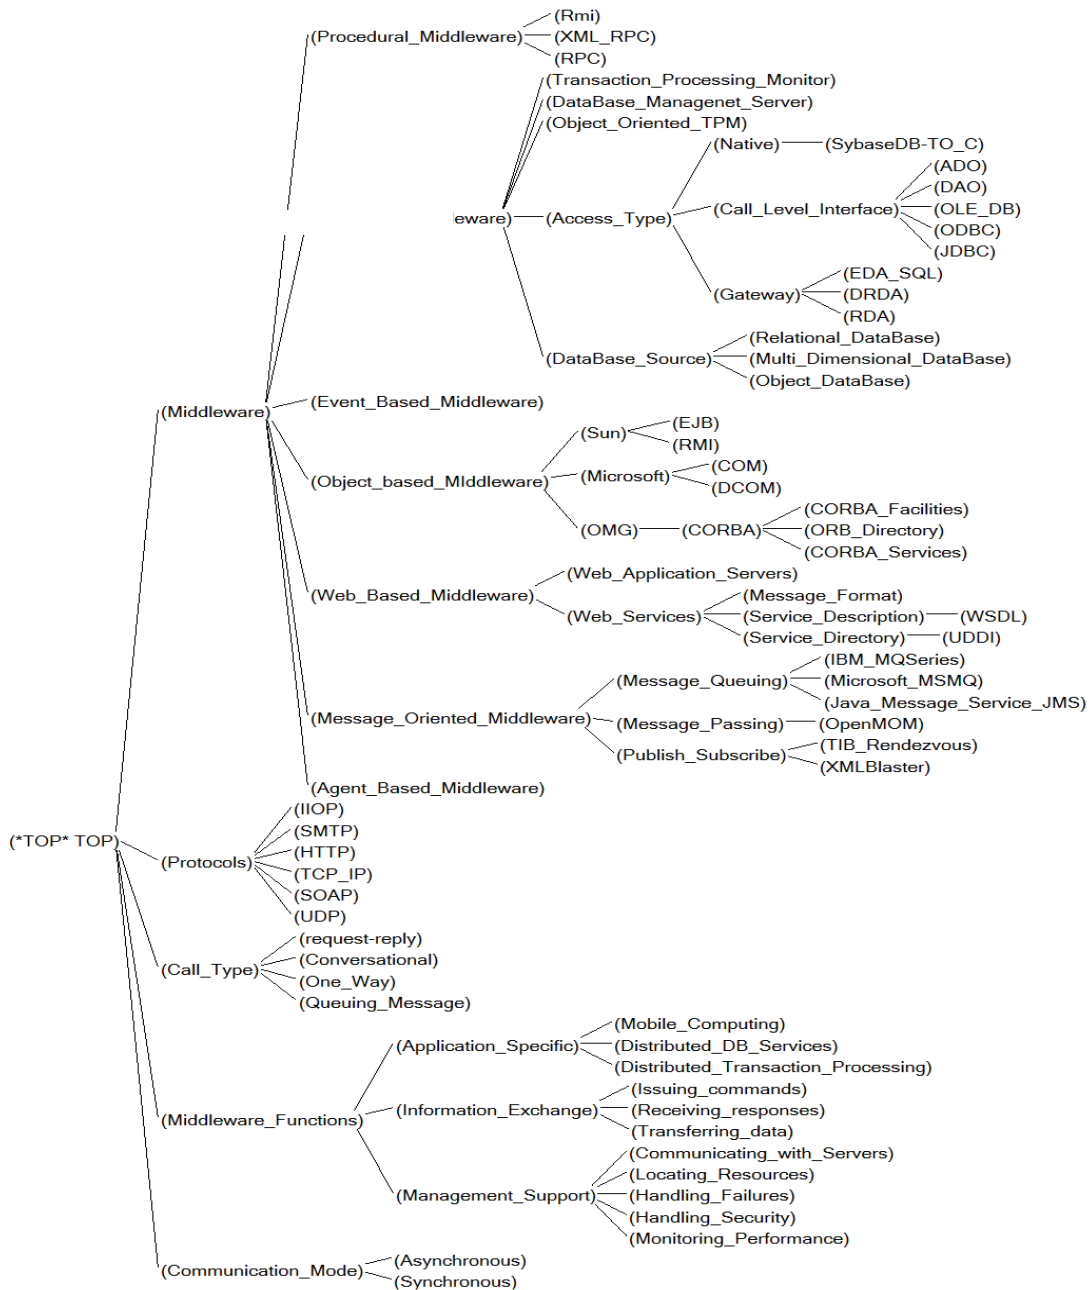 (Rmi)
(Procedural_Middleware) (XML_RPC)
(RPC)
(Transaction_Processing_Monitor)
(DataBase_Managenet_Server)
(Object_Oriented_TPM)
(Native) (SybaseDB-TO_C)
(ADO)
(DAO)
(Call_Level_Interface) (OLE_DB)
eware) (Access_Type)
(ODBC)
(JDBC)
(EDA_SQL)
(Gateway) (DRDA)
(RDA)
(Relational_DataBase)
(DataBase_Source) (Multi_Dimensional_DataBase)
(Object_DataBase)
(Event_Based_Middleware)
(Middleware)
(EJB)
(Sun)
(RMI)
(COM)
(Microsoft)
(Object_based_MIddleware)
(DCOM)
(CORBA_Facilities)
(OMG) (CORBA) (ORB_Directory)
(CORBA_Services)
(Web_Application_Servers)
(Web_Based_Middleware) (Message_Format)
(Web_Services) (Service_Description) (WSDL)
(Service_Directory) (UDDI)
(IBM_MQSeries)
(Message_Queuing) (Microsoft_MSMQ)
(Java_Message_Service_JMS)
(Message_Oriented_Middleware) (Message_Passing) (OpenMOM)
(TIB_Rendezvous)
(Publish_Subscribe)
(XMLBlaster)
(Agent_Based_Middleware)
(IIOP)
(SMTP)
(*TOP* TOP)
(HTTP)
(Protocols)
(TCP_IP)
(SOAP)
(UDP)
(request-reply)
(Conversational)
(Call_Type)
(One_Way)
(Queuing_Message)
(Mobile_Computing)
(Application_Specific) (Distributed_DB_Services)
(Distributed_Transaction_Processing)
(Issuing_commands)
(Information_Exchange) (Receiving_responses)
(Middleware_Functions)
(Transferring_data)
(Communicating_with_Servers)
(Locating_Resources)
(Management_Support) (Handling_Failures)
(Handling_Security)
(Monitoring_Performance)
(Asynchronous)
(Communication_Mode)
(Synchronous)